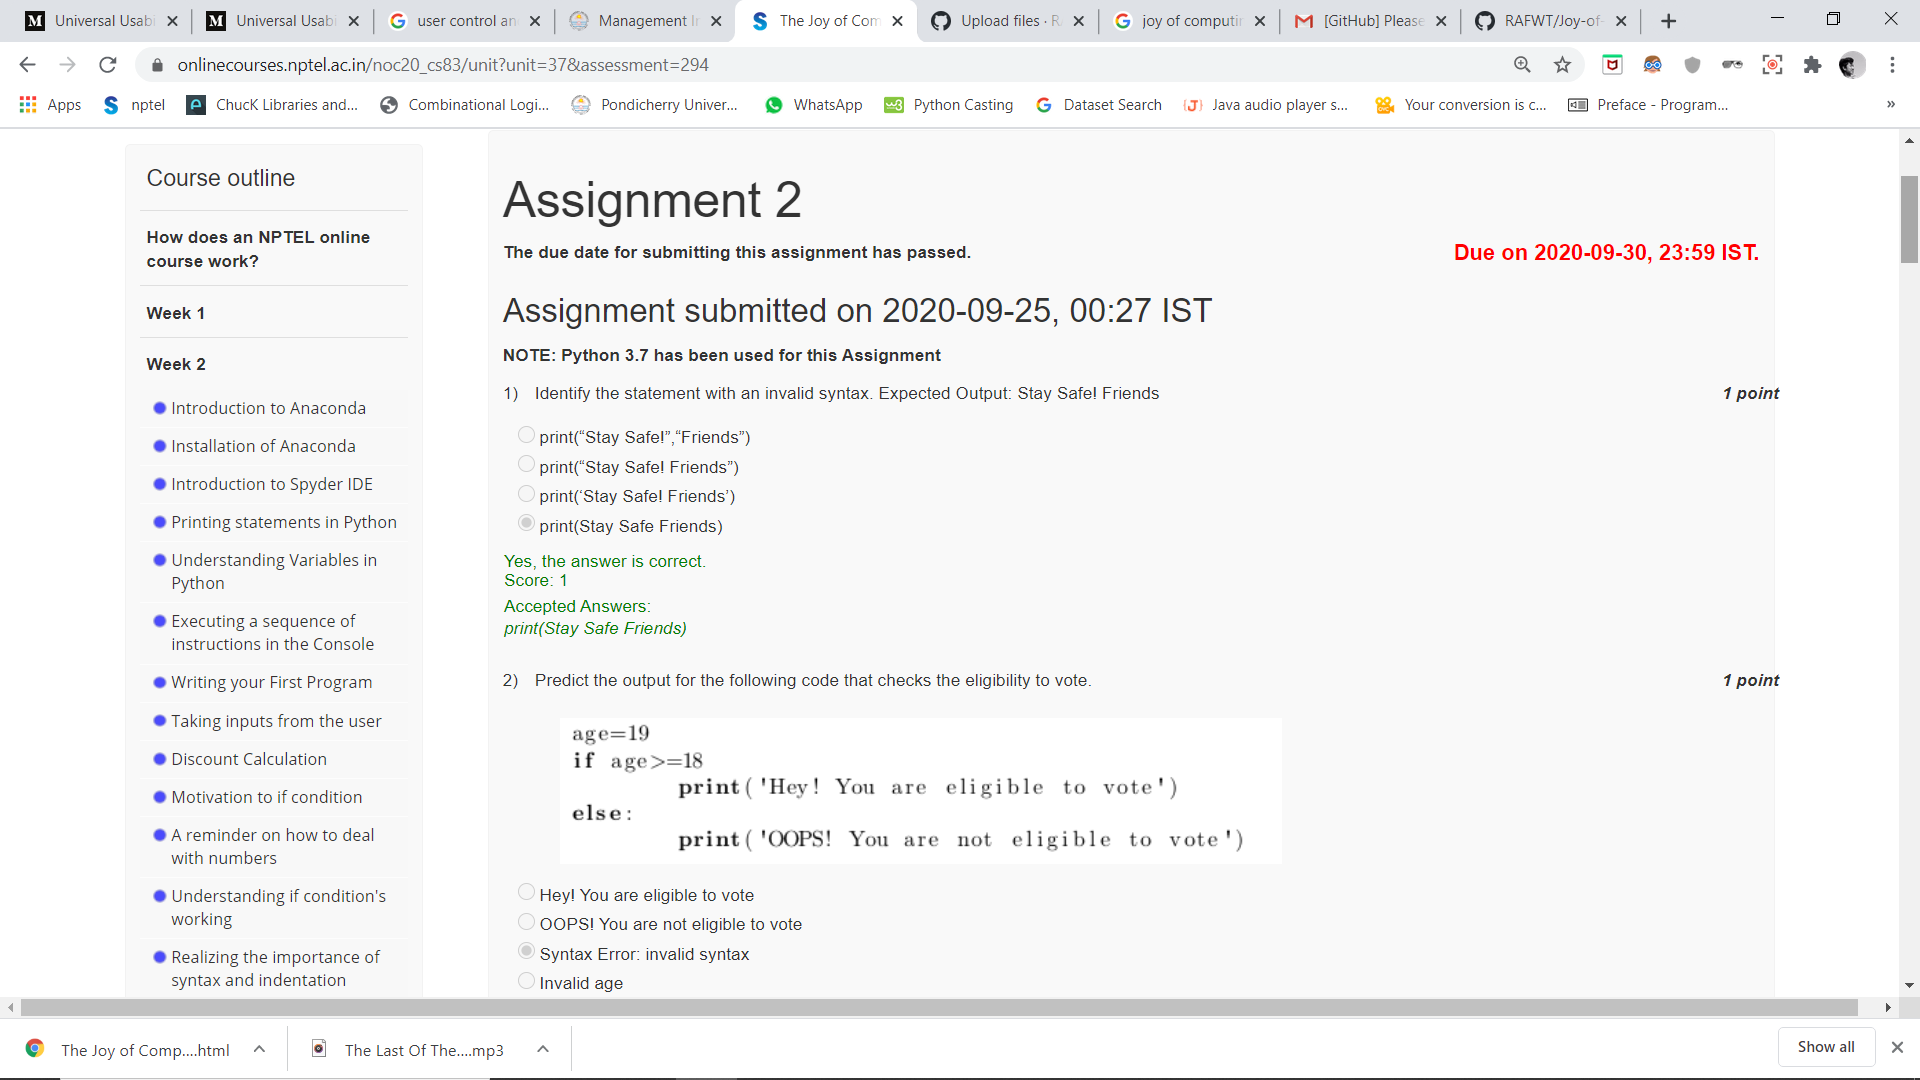 Universal Usabi
Universal Usabi
user control an
Management I
The Joy of Com
Upload files · R
joy of computin
[GitHub] Please
RAFWT/Joy-of-
onlinecourses.nptel.ac.in/noc20_cs83/unit?unit=37&assessment=294
Apps
nptel
ChucK Libraries and...
Combinational Logi...
Pondicherry Univer...
WhatsApp
Python Casting
Dataset Search
Java audio player s...
Your conversion is c...
Preface - Program...
»
Course outline
How does an NPTEL online
course work?
Week 1
Week 2
Introduction to Anaconda
Installation of Anaconda
Introduction to Spyder IDE
Printing statements in Python
Understanding Variables in
Python
Executing a sequence of
instructions in the Console
Writing your First Program
Taking inputs from the user
Discount Calculation
Motivation to if condition
A reminder on how to deal
with numbers
Understanding if condition's
working
Realizing the importance of
syntax and indentation
Assignment 2
The due date for submitting this assignment has passed.
Due on 2020-09-30, 23:59 IST.
Assignment submitted on 2020-09-25, 00:27 IST
NOTE: Python 3.7 has been used for this Assignment
1) Identify the statement with an invalid syntax. Expected Output: Stay Safe! Friends
1 point
print(“Stay Safe!”,“Friends”)
print(“Stay Safe! Friends”)
print(‘Stay Safe! Friends’)
print(Stay Safe Friends)
Yes, the answer is correct.
Score: 1
Accepted Answers:
print(Stay Safe Friends)
2) Predict the output for the following code that checks the eligibility to vote.
1 point
age=19
if age>=18
print('Hey! You are eligible to vote')
else:
print('OOPS! You are not eligible to vote')
Hey! You are eligible to vote
OOPS! You are not eligible to vote
Syntax Error: invalid syntax
Invalid age
The Joy of Comp....html
The Last Of The....mp3
Show all